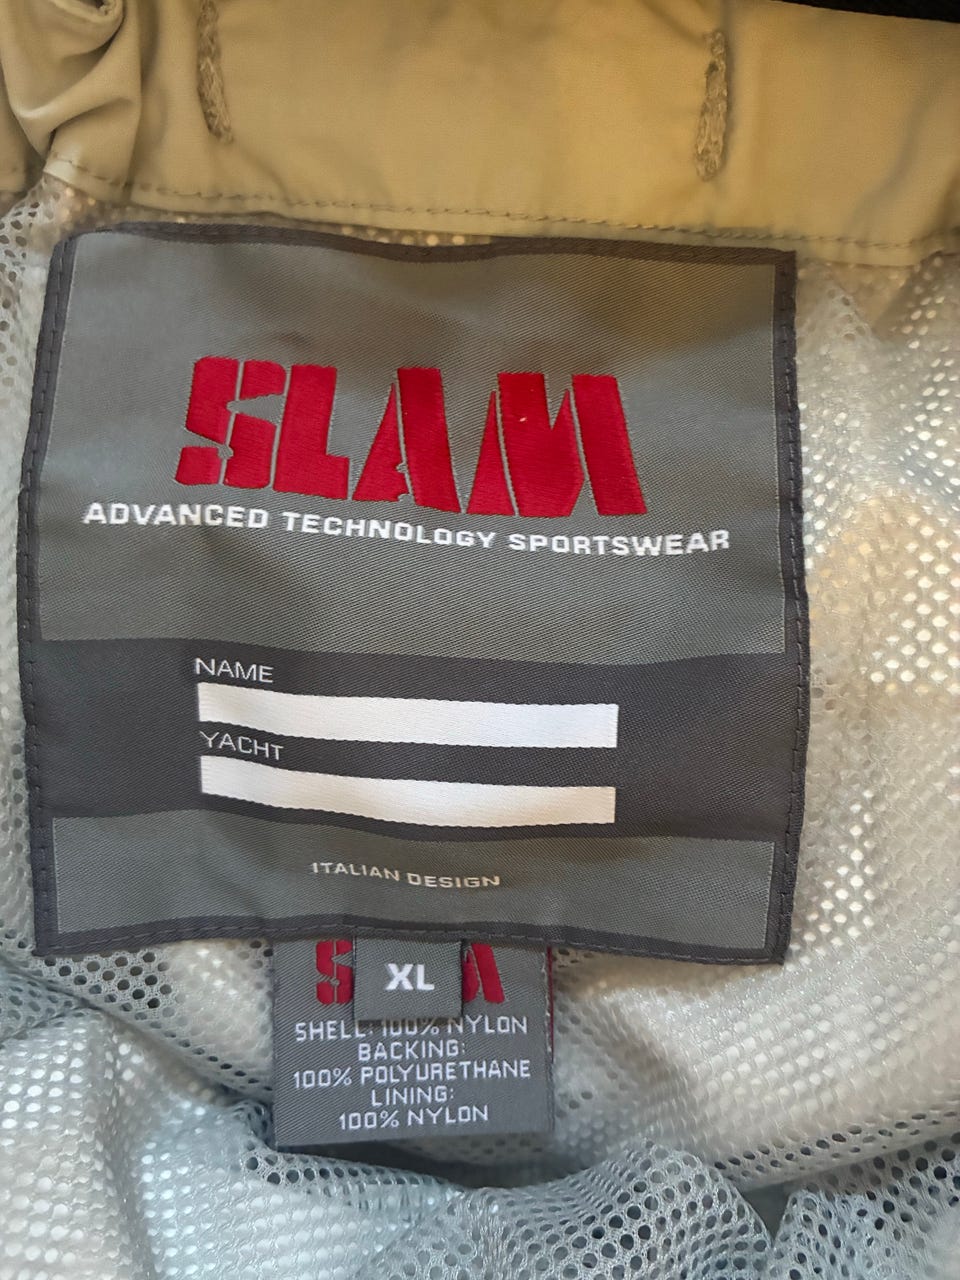 SLAM
ADVANCED TECHNOLOGY SPORTSWEAR
NAME
YACHT
ITALIAN DESIGN
XL
SHELL: 100% NYLON
BACKING:
100% POLYURETHANE
LINING:
100% NYLON